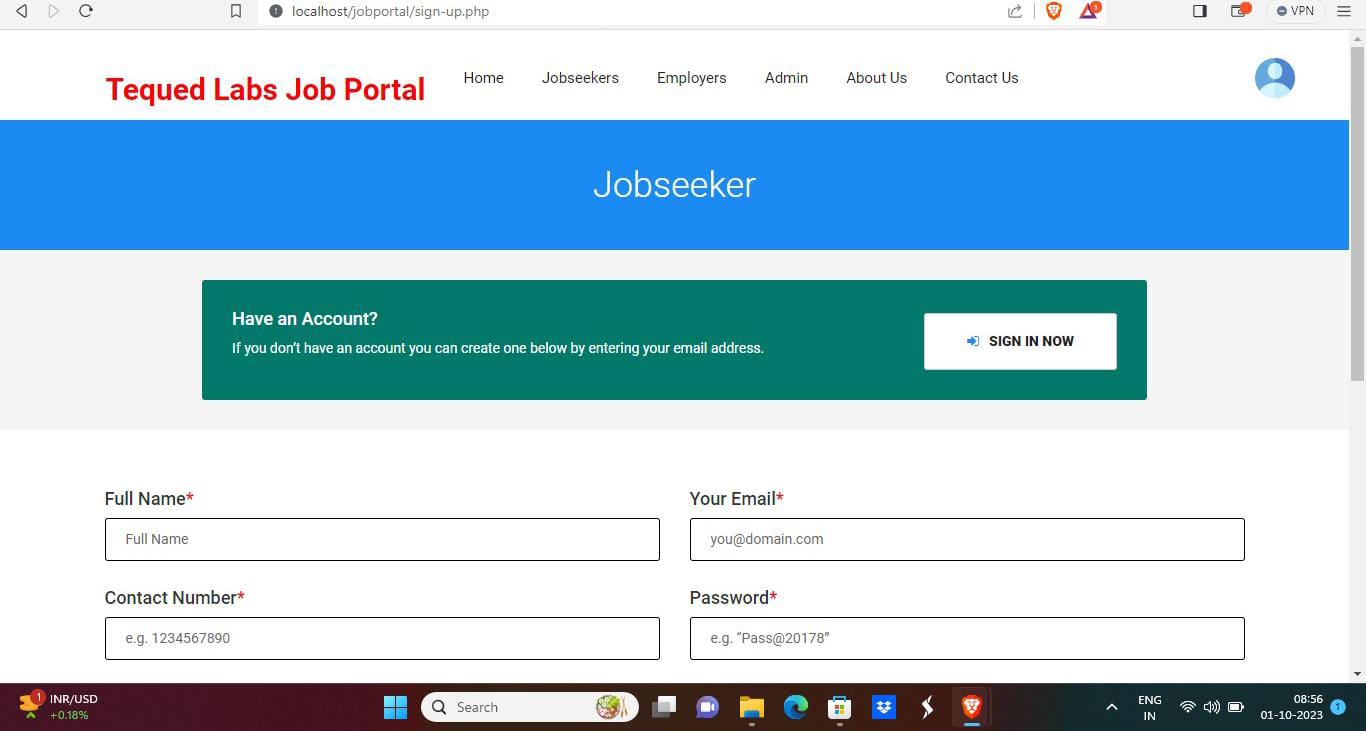 localhost/jobportal/sign-up.php
1
VPN
Tequed Labs Job Portal
Home Jobseekers Employers Admin About Us Contact Us
Jobseeker
Have an Account?
If you don’t have an account you can create one below by entering your email address.
SIGN IN NOW
Full Name*
Your Email*
Full Name
you@domain.com
Contact Number*
Password*
e.g. 1234567890
e.g. “Pass@20178”
1
INR/USD
+0.18%
Search
ENG
IN
08:56
01-10-2023
1